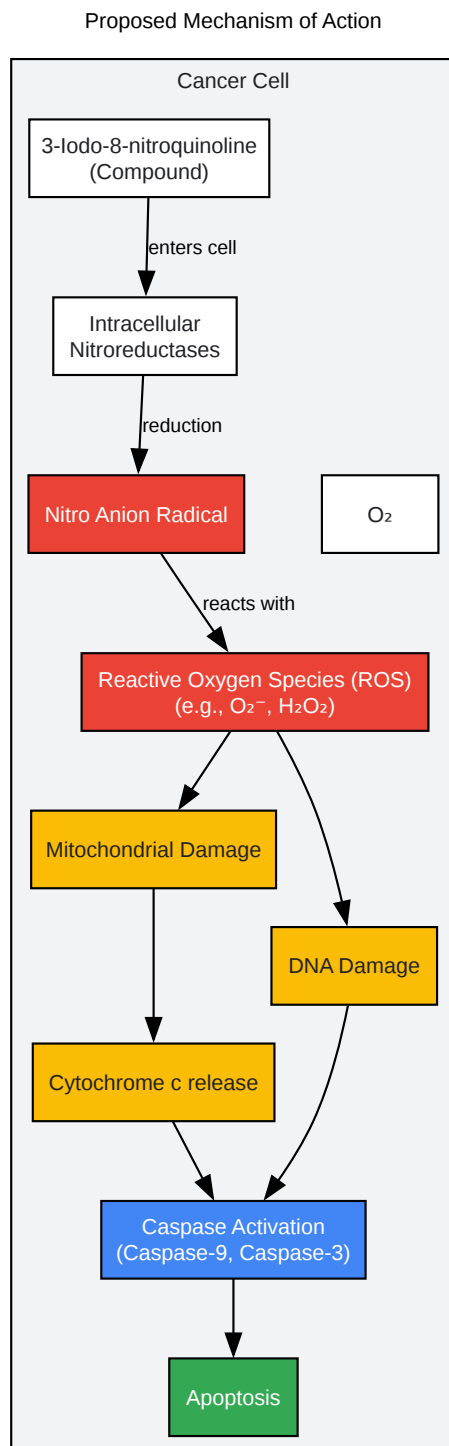 Proposed Mechanism of Action
Cancer Cell
3-Iodo-8-nitroquinoline
(Compound)
enters cell
Intracellular
Nitroreductases
reduction
Nitro Anion Radical
O₂
reacts with
Reactive Oxygen Species (ROS)
(e.g., O₂⁻, H₂O₂)
Mitochondrial Damage
DNA Damage
Cytochrome c release
Caspase Activation
(Caspase-9, Caspase-3)
Apoptosis